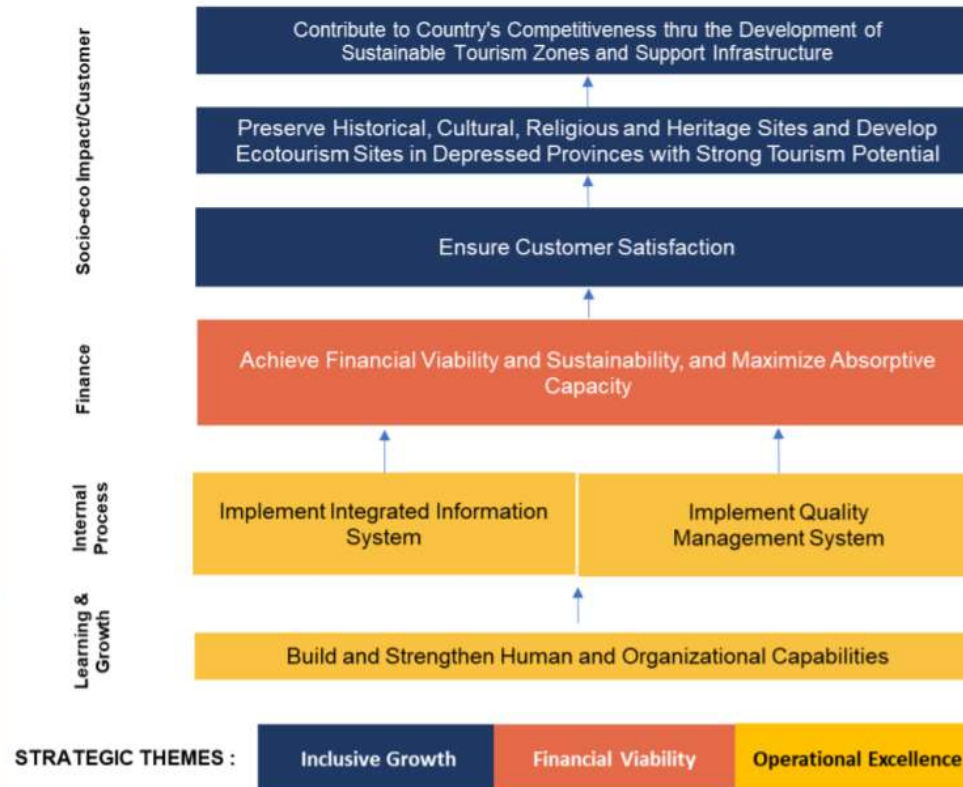 Socio-eco Impact/Customer
Contribute to Country's Competitiveness thru the Development of
Sustainable Tourism Zones and Support Infrastructure
Preserve Historical, Cultural, Religious and Heritage Sites and Develop
Ecotourism Sites in Depressed Provinces with Strong Tourism Potential
Ensure Customer Satisfaction
Finance
Achieve Financial Viability and Sustainability, and Maximize Absorptive
Capacity
Internal
Process
Implement Integrated Information
System
Implement Quality
Management System
Learning &
Growth
Build and Strengthen Human and Organizational Capabilities
STRATEGIC THEMES :
Inclusive Growth
Financial Viability
Operational Excellence